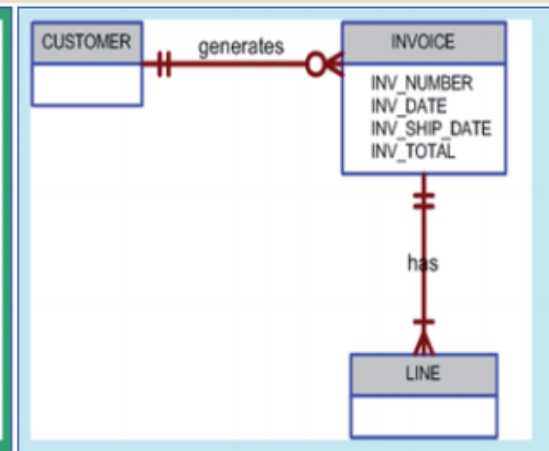 CUSTOMER
generates
INVOICE
INV_NUMBER
INV_DATE
INV_SHIP_DATE
INV_TOTAL
has
LINE